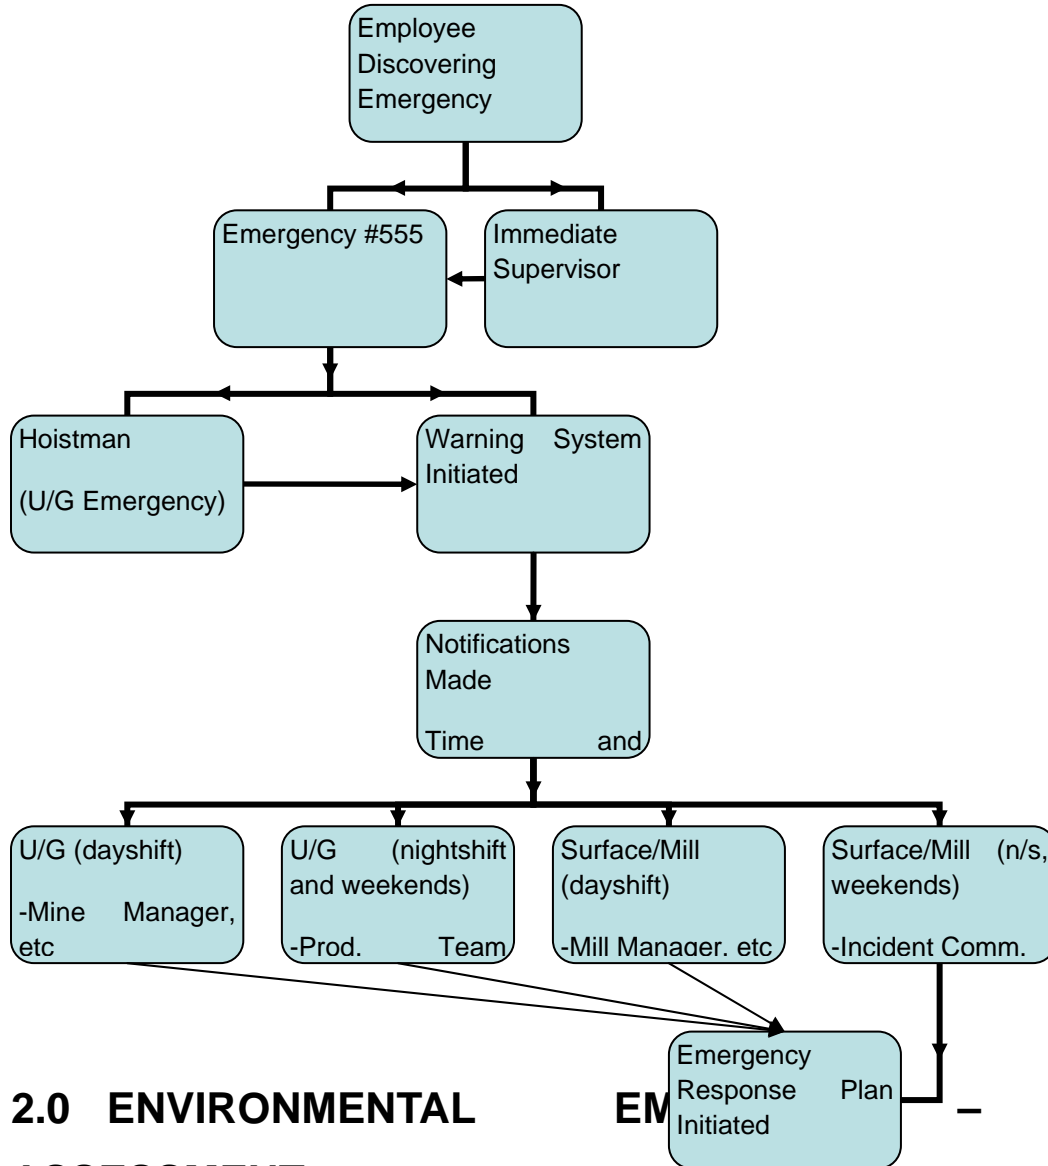 Employee
Discovering
Emergency
Emergency #555
Immediate
Supervisor
Hoistman
(U/G Emergency)
Warning System
Initiated
Notifications
Made
Time and
U/G (dayshift)
-Mine Manager,
etc
U/G (nightshift
and weekends)
-Prod. Team
Surface/Mill
(dayshift)
-Mill Manager, etc
Surface/Mill (n/s,
weekends)
-Incident Comm.
Emergency
Response Plan
Initiated
2.0 ENVIRONMENTAL –